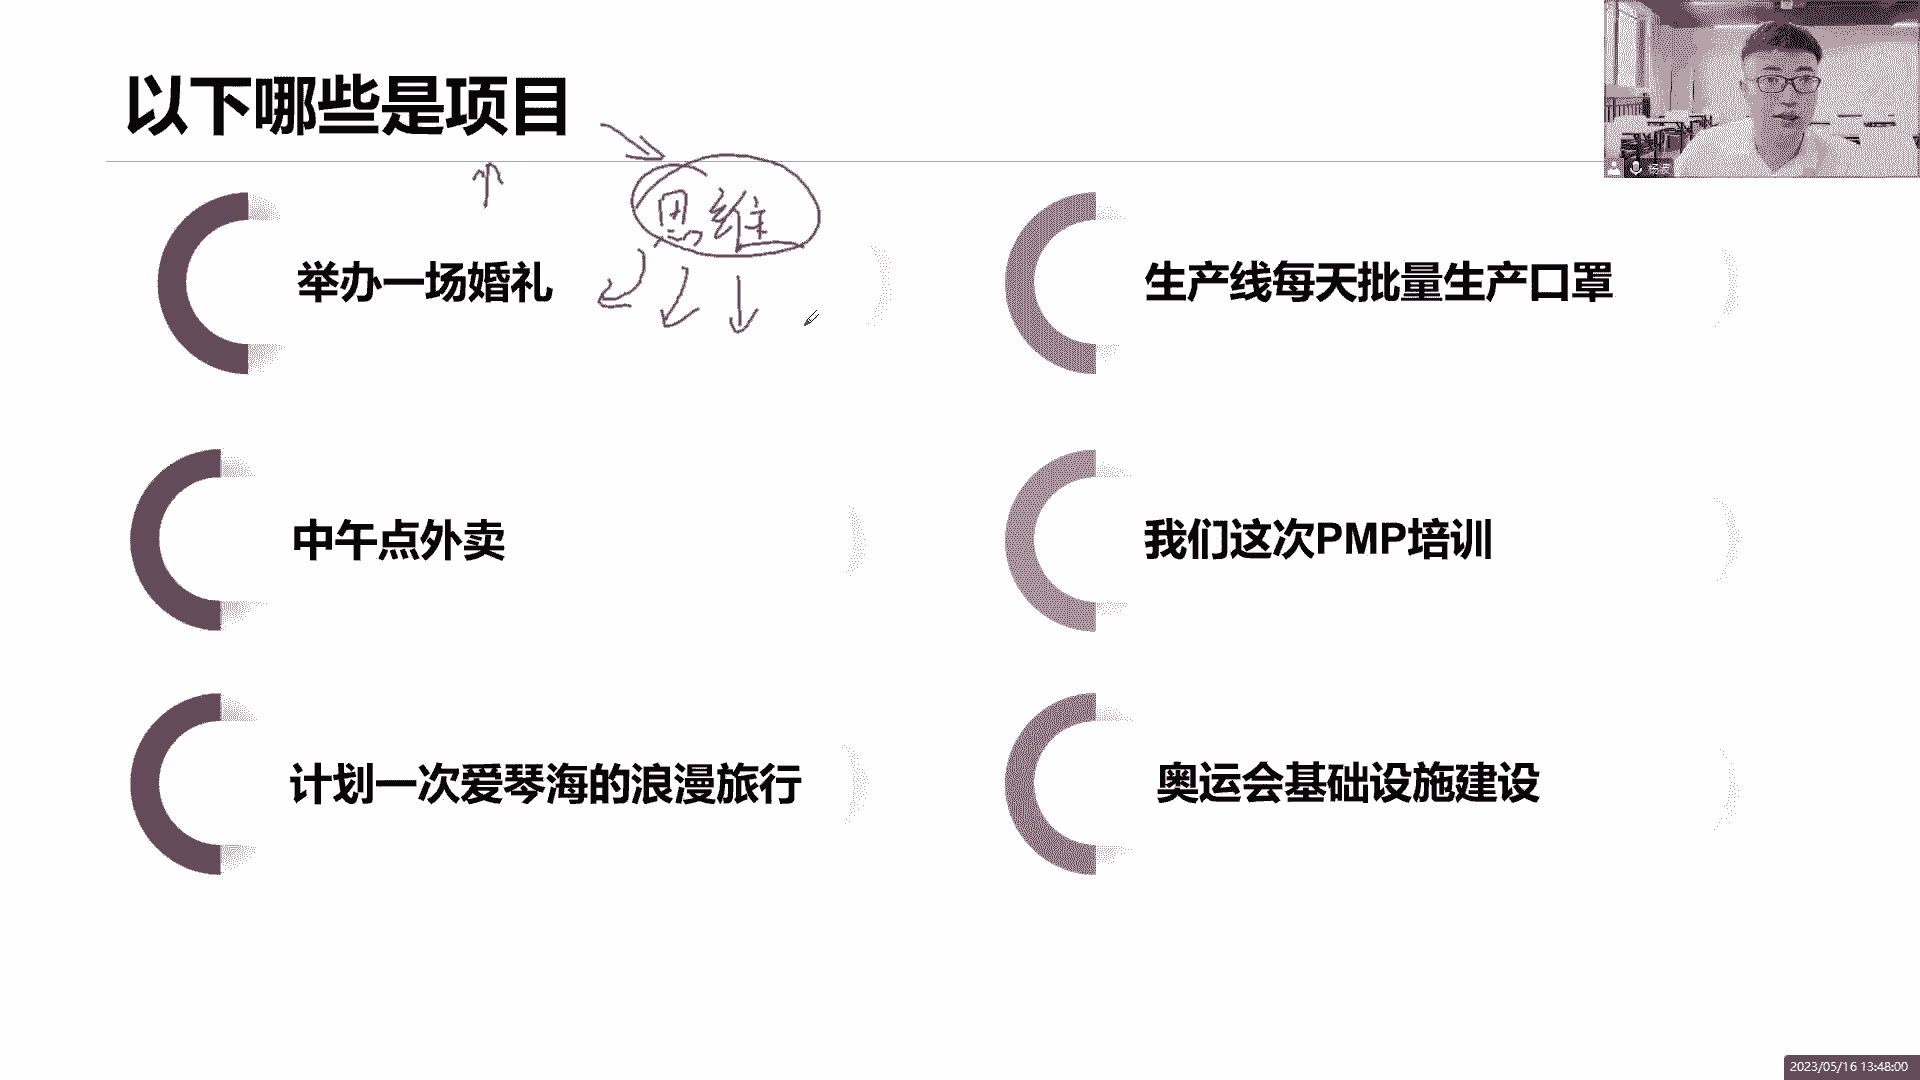 以下哪些是项目
思维
举办一场婚礼
生产线每天批量生产口罩
中午点外卖
我们这次PMP培训
计划一次爱琴海的浪漫旅行
奥运会基础设施建设
2023/05/16 13:48:00